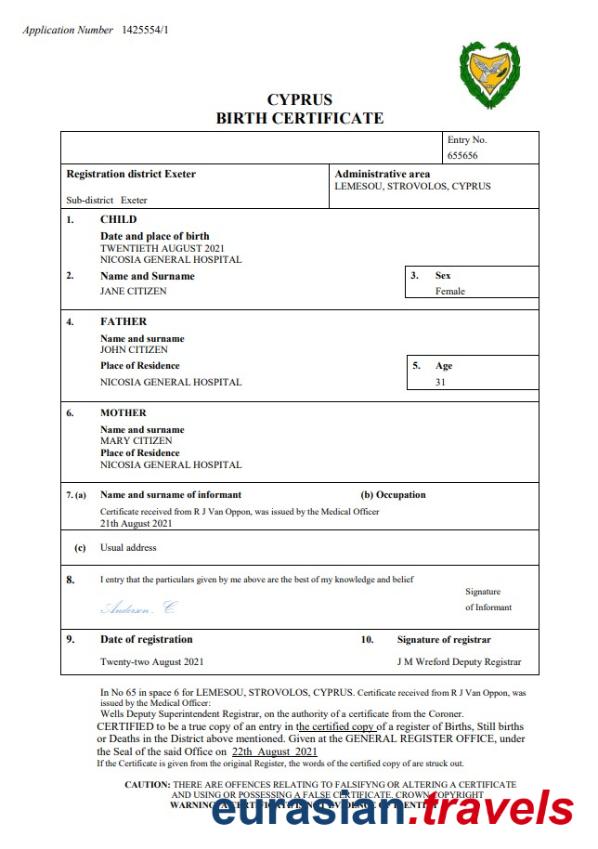 Application Number 1425554/1
CYPRUS
BIRTH CERTIFICATE
Entry No.
655656
Registration district Exeter
Sub-district Exeter
Administrative area
LEMESOU, STROVOLOS, CYPRUS
1. CHILD
Date and place of birth
TWENTIETH AUGUST 2021
NICOSIA GENERAL HOSPITAL
2. Name and Surname
JANE CITIZEN
3. Sex
Female
4. FATHER
Name and surname
JOHN CITIZEN
Place of Residence
NICOSIA GENERAL HOSPITAL
5. Age
31
6. MOTHER
Name and surname
MARY CITIZEN
Place of Residence
NICOSIA GENERAL HOSPITAL
7. (a) Name and surname of informant (b) Occupation
Certificate received from R J Van Oppon, was issued by the Medical Officer
21th August 2021
(c) Usual address
8. I entry that the particulars given by me above are the best of my knowledge and belief
Anderson. C
Signature
of Informant
9. Date of registration
Twenty-two August 2021
10. Signature of registrar
J M Wreford Deputy Registrar
In No 65 in space 6 for LEMESOU, STROVOLOS, CYPRUS. Certificate received from R J Van Oppon, was
issued by the Medical Officer:
Wells Deputy Superintendent Registrar, on the authority of a certificate from the Coroner.
CERTIFIED to be a true copy of an entry in the certified copy of a register of Births, Still births
or Deaths in the District above mentioned. Given at the GENERAL REGISTER OFFICE, under
the Seal of the said Office on 22th August 2021
If the Certificate is given from the original Register, the words of the certified copy of are struck out.
CAUTION: THERE ARE OFFENCES RELATING TO FALSIFYNG OR ALTERING A CERTIFICATE
AND USING OR POSSESSING A FALSE CERTIFICATE. CROWN COPYRIGHT
eurasian.travels